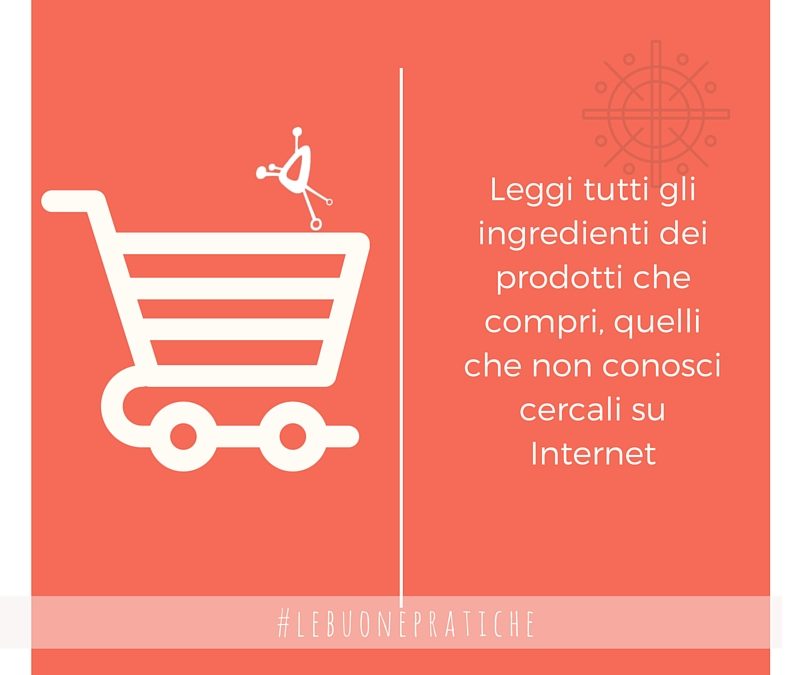 Leggi tutti gli
ingredienti dei
prodotti che
compri, quelli
che non conosci
cercali su
Internet
#LEBUONEPRATICHE